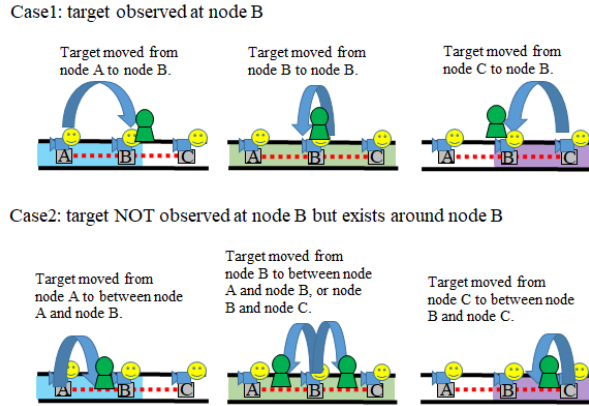 Case1: target observed at node B
Target moved from
node A to node B.
Target moved from
node B to node B.
Target moved from
node C to node B.
A B C
A B C
A B C
Case2: target NOT observed at node B but exists around node B
Target moved from
node A to between node
A and node B.
Target moved from
node B to between node
A and node B, or node
B and node C.
Target moved from
node C to between node
B and node C.
A B C
A B C
A B C